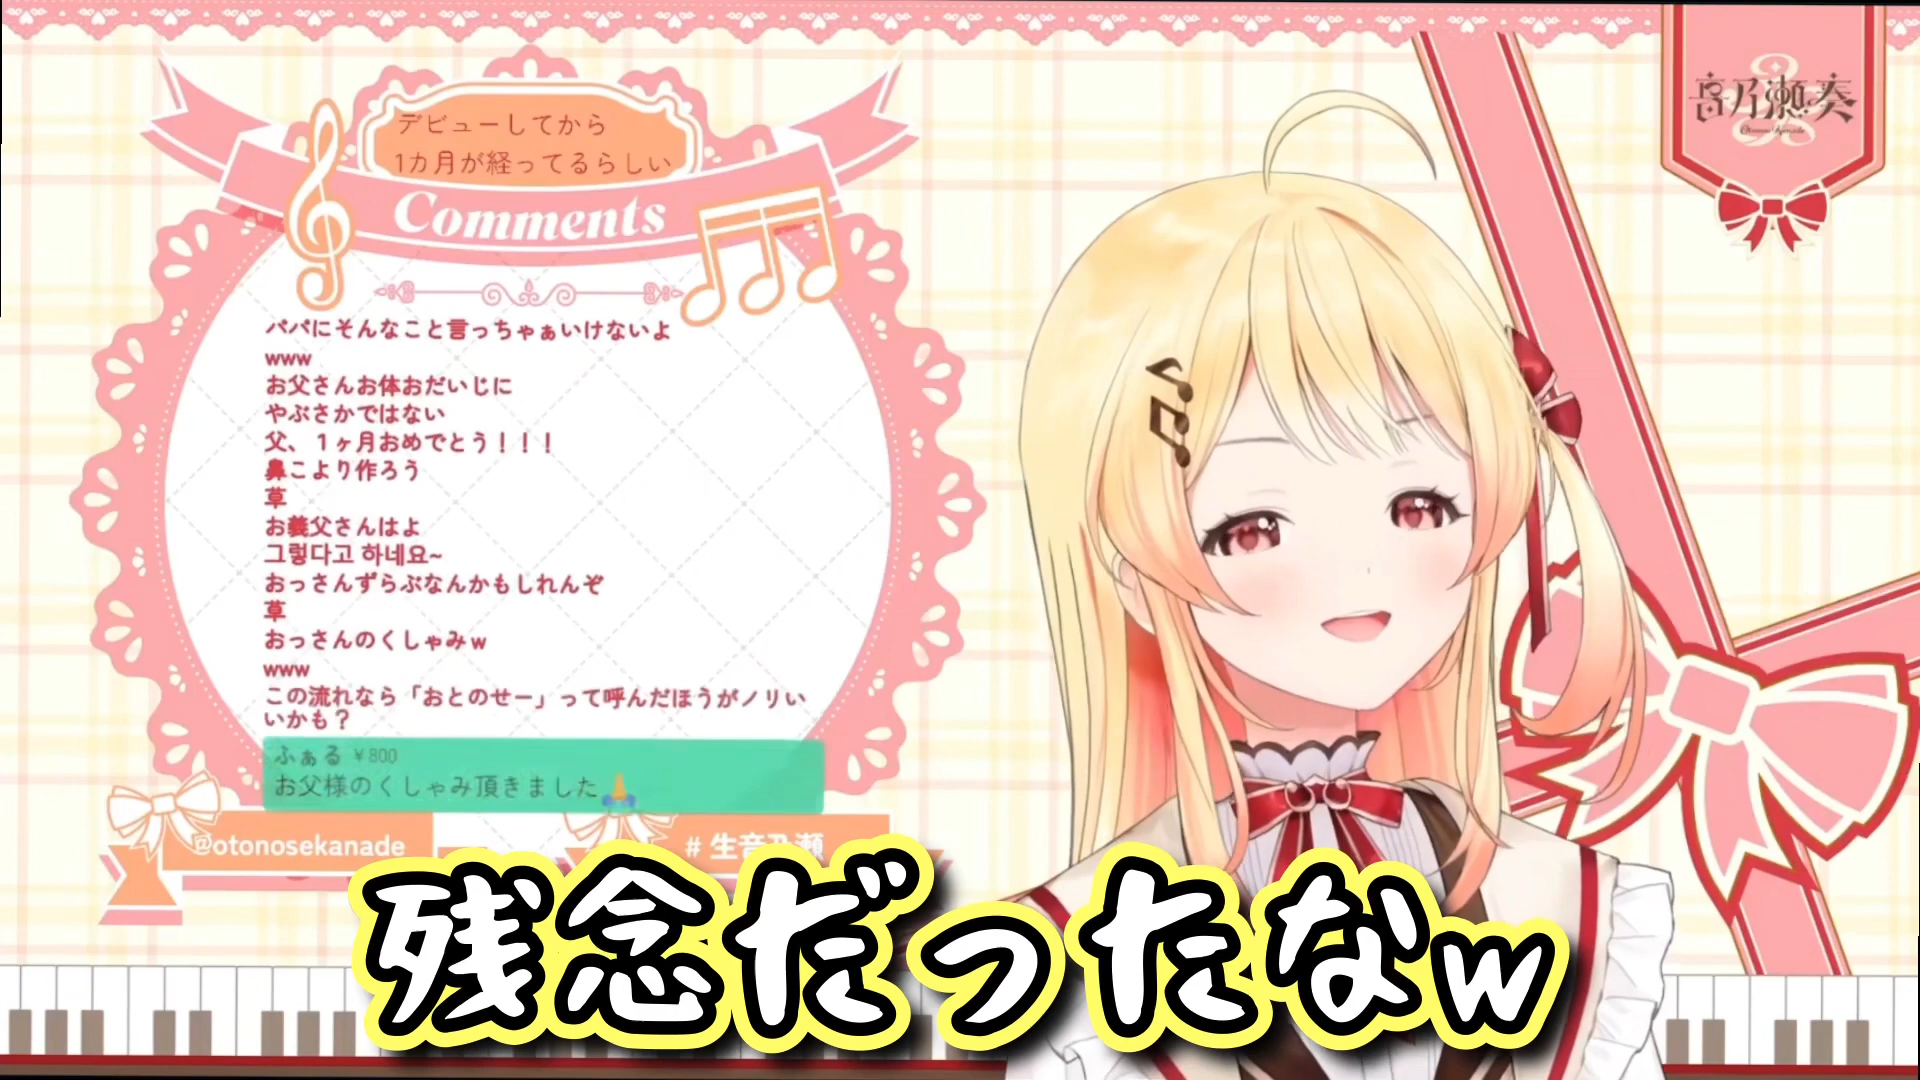 デビューしてから
1カ月が経ってるらしい
Comments
パパにそんなこと言っちゃぁいけないよ
www
お父さんお体おだいじに
やぶさかではない
父、１ヶ月おめでとう！！！
鼻こより作ろう
草
お義父さんはよ
그렇다고 하네요~
おっさんずらぶなんかもしれんぞ
草
おっさんのくしゃみｗ
www
この流れなら「おとのせー」って呼んだほうがノリい
いかも？
ふぁる ￥800
お父様のくしゃみ頂きました
@otonosekanade
# 生音乃瀬
音乃瀬奏
Otonose Kanade
残念だったなw